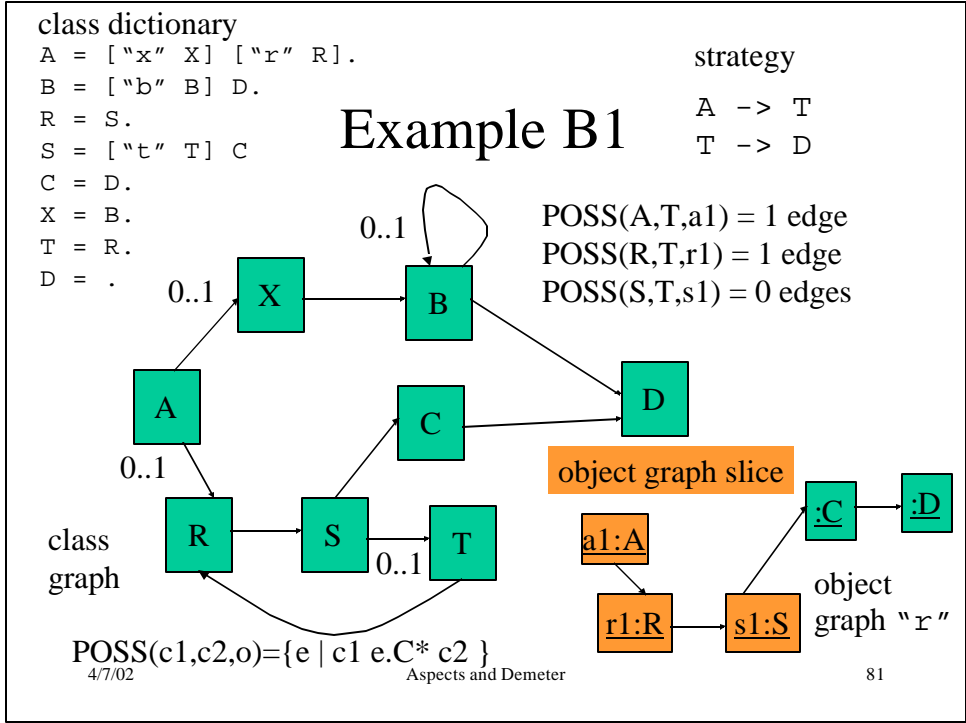 class dictionary
A = [“x” X] [“r” R].
B = [“b” B] D.
R = S.
S = [“t” T] C
C = D.
X = B.
T = R.
D = .
strategy
A -> T
T -> D
Example B1
POSS(A,T,a1) = 1 edge
POSS(R,T,r1) = 1 edge
POSS(S,T,s1) = 0 edges
0..1
0..1
X
B
A
C
D
0..1
object graph slice
R
S
T
0..1
class
graph
:C
:D
a1:A
r1:R
s1:S
object
graph “r”
POSS(c1,c2,o)={e | c1 e.C* c2 }
4/7/02
Aspects and Demeter
81